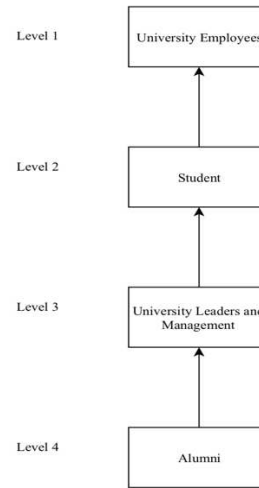 Level 1
University Employees
Level 2
Student
Level 3
University Leaders and
Management
Level 4
Alumni